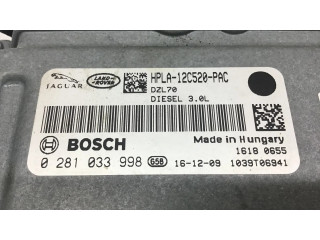 JAGUAR
LAND ROVER
HPLA-12C520-PAC
DZL70
DIESEL 3.0L
BOSCH
Made in Hungary
1618 0655
0 281 033 998 658 16-12-09 1039T06941